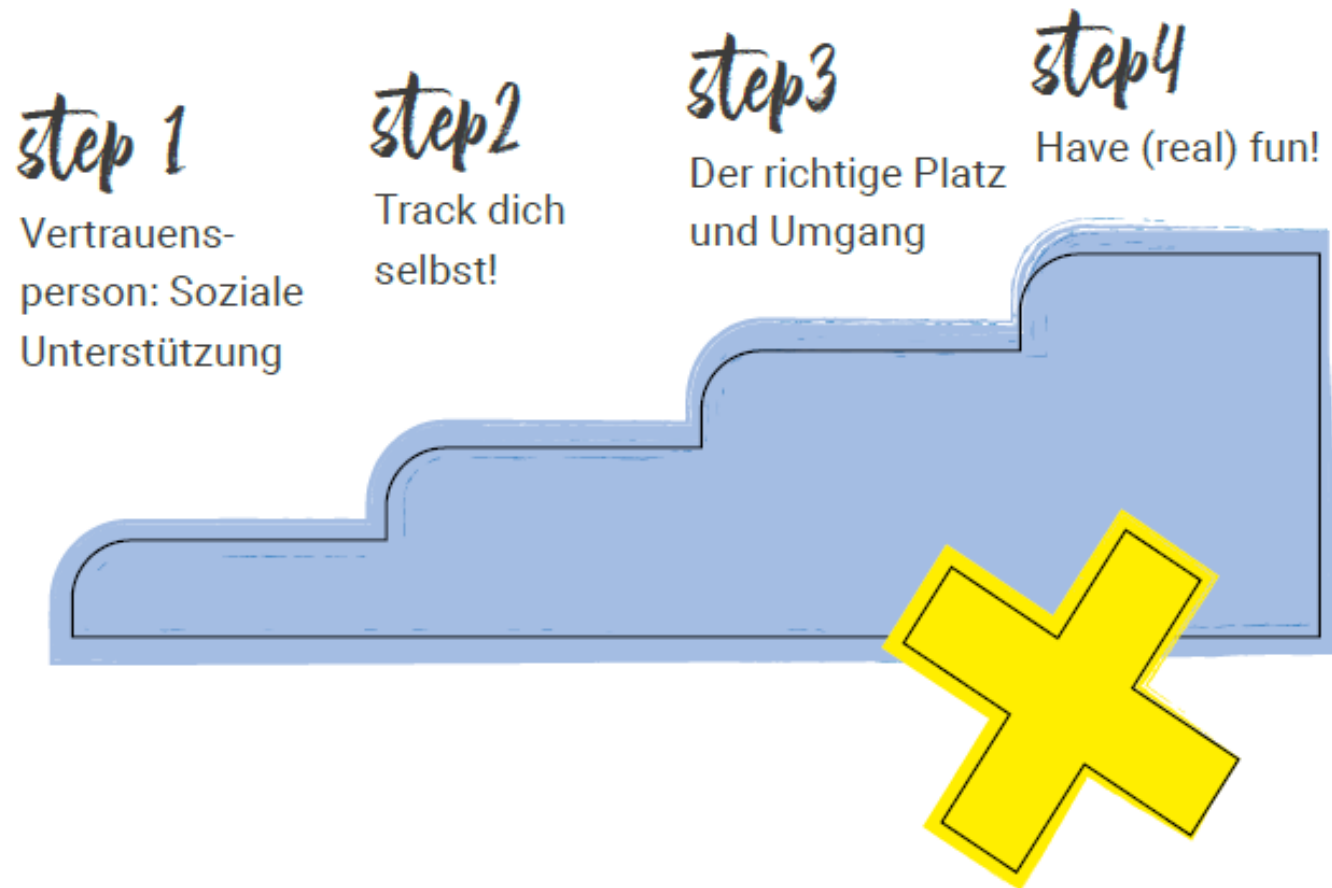 step 1
Vertrauens-
person: Soziale
Unterstützung
step2
Track dich
selbst!
step3
Der richtige Platz
und Umgang
step4
Have (real) fun!